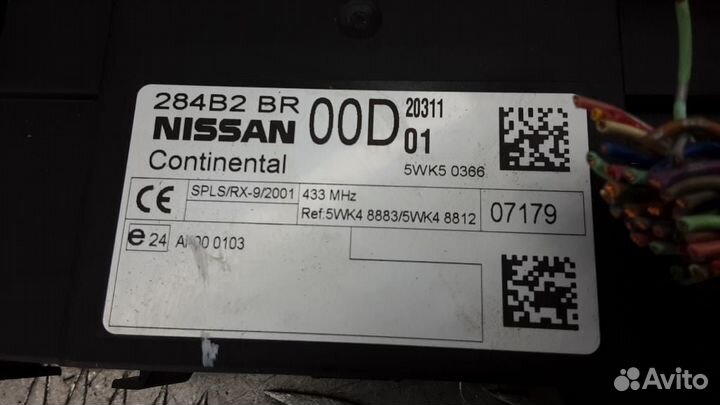 284B2 BR 00D 20311 01
NISSAN
Continental
5WK5 0366
CE
SPLS/RX-9/2001
433 MHz
Ref:5WK4 8883/5WK4 8812
07179
e 24
0103
Avito